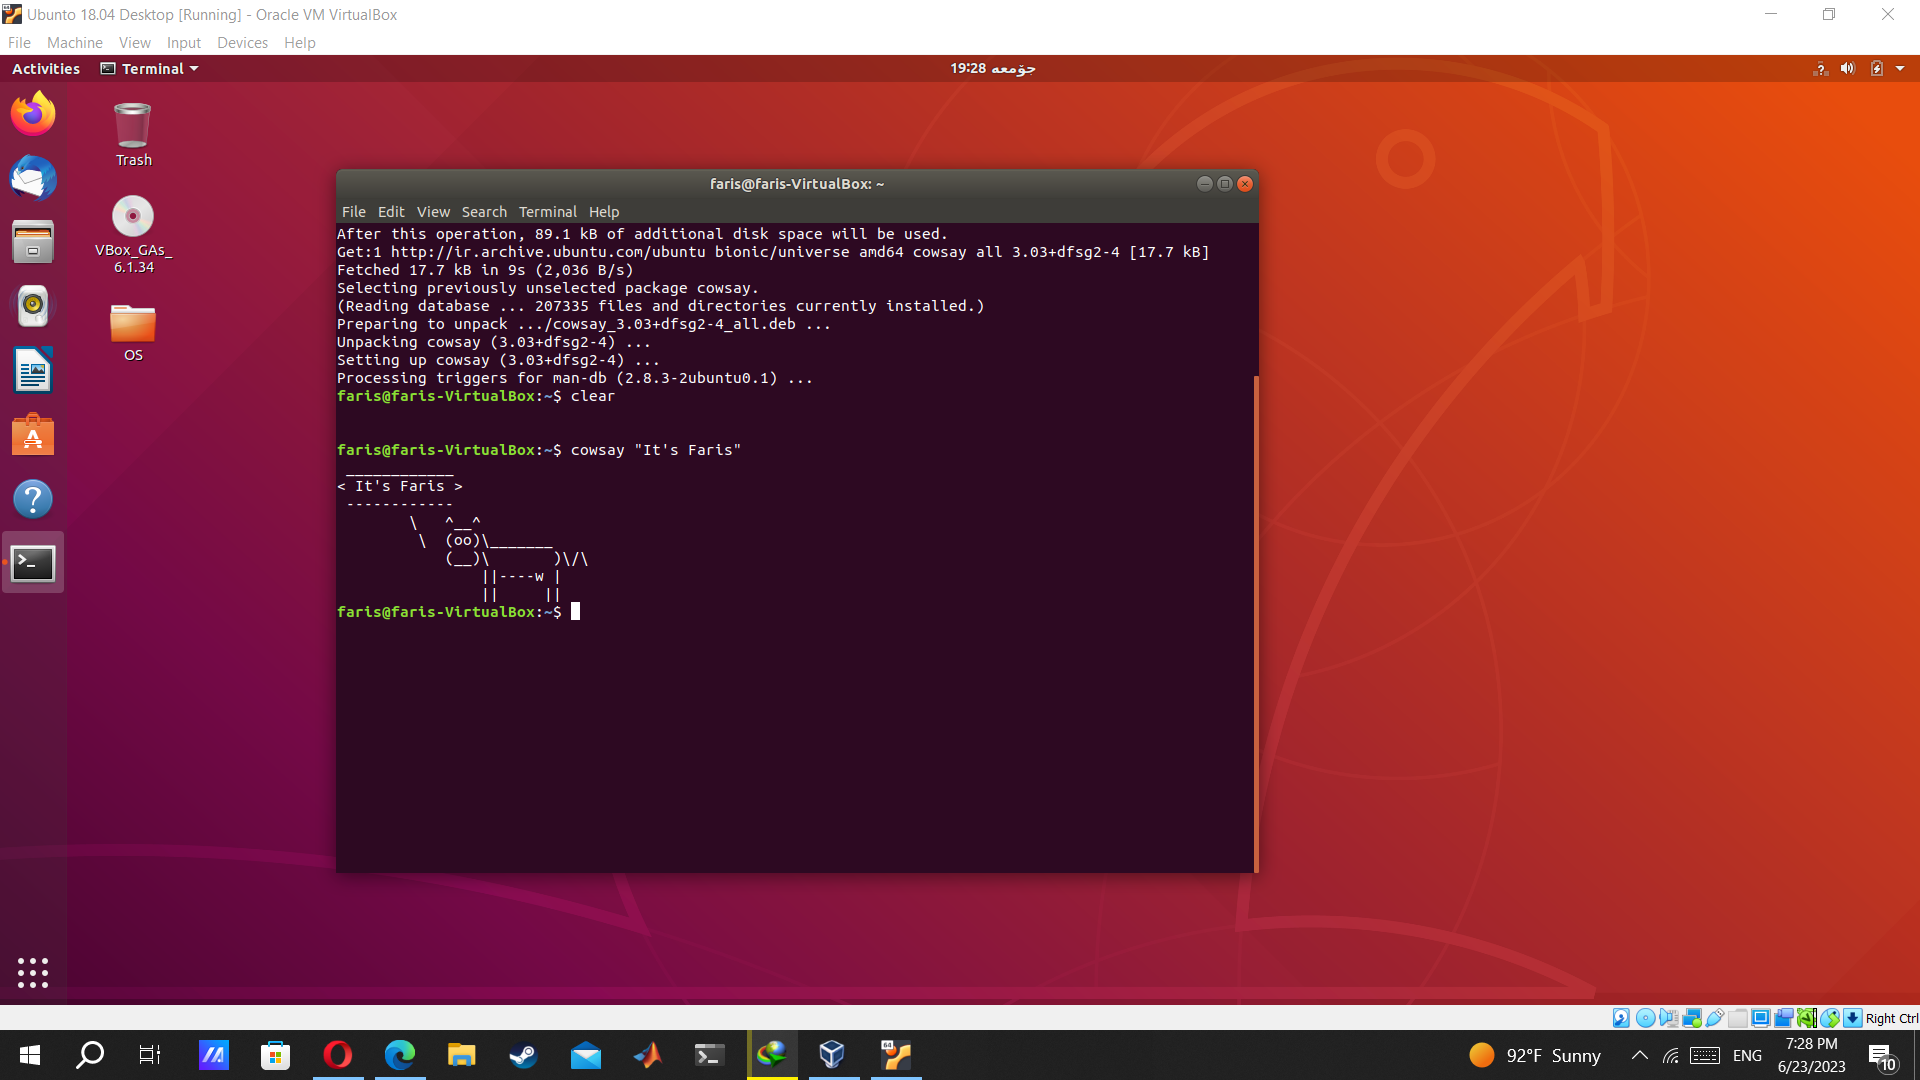 Ubunto 18.04 Desktop [Running] - Oracle VM VirtualBox
File Machine View Input Devices Help
Activities Terminal جۆمعه 19:28
Trash
VBox_GAs_
6.1.34
OS
faris@faris-VirtualBox: ~
File Edit View Search Terminal Help
After this operation, 89.1 kB of additional disk space will be used.
Get:1 http://ir.archive.ubuntu.com/ubuntu bionic/universe amd64 cowsay all 3.03+dfsg2-4 [17.7 kB]
Fetched 17.7 kB in 9s (2,036 B/s)
Selecting previously unselected package cowsay.
(Reading database ... 207335 files and directories currently installed.)
Preparing to unpack .../cowsay_3.03+dfsg2-4_all.deb ...
Unpacking cowsay (3.03+dfsg2-4) ...
Setting up cowsay (3.03+dfsg2-4) ...
Processing triggers for man-db (2.8.3-2ubuntu0.1) ...
faris@faris-VirtualBox:~$ clear
faris@faris-VirtualBox:~$ cowsay "It's Faris"
 ____________
< It's Faris >
 ------------
        \   ^__^
         \  (oo)\_______
            (__)\       )\/\
                ||----w |
                ||     ||
faris@faris-VirtualBox:~$
Right Ctrl
92°F Sunny
ENG
7:28 PM
6/23/2023
10